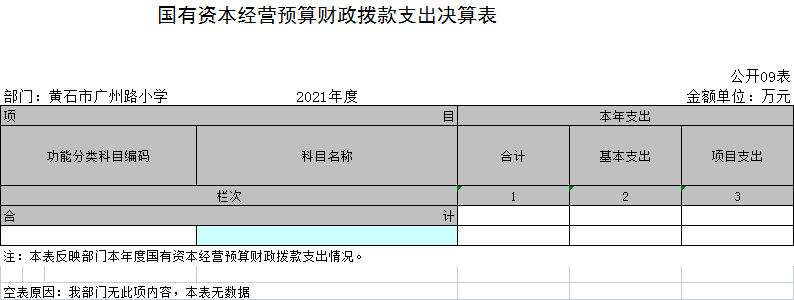 国有资本经营预算财政拨款支出决算表
公开09表
部门：黄石市广州路小学 2021年度 金额单位：万元
项 目 本年支出
功能分类科目编码 科目名称 合计 基本支出 项目支出
栏次 1 2 3
合 计
注：本表反映部门本年度国有资本经营预算财政拨款支出情况。
空表原因：我部门无此项内容，本表无数据